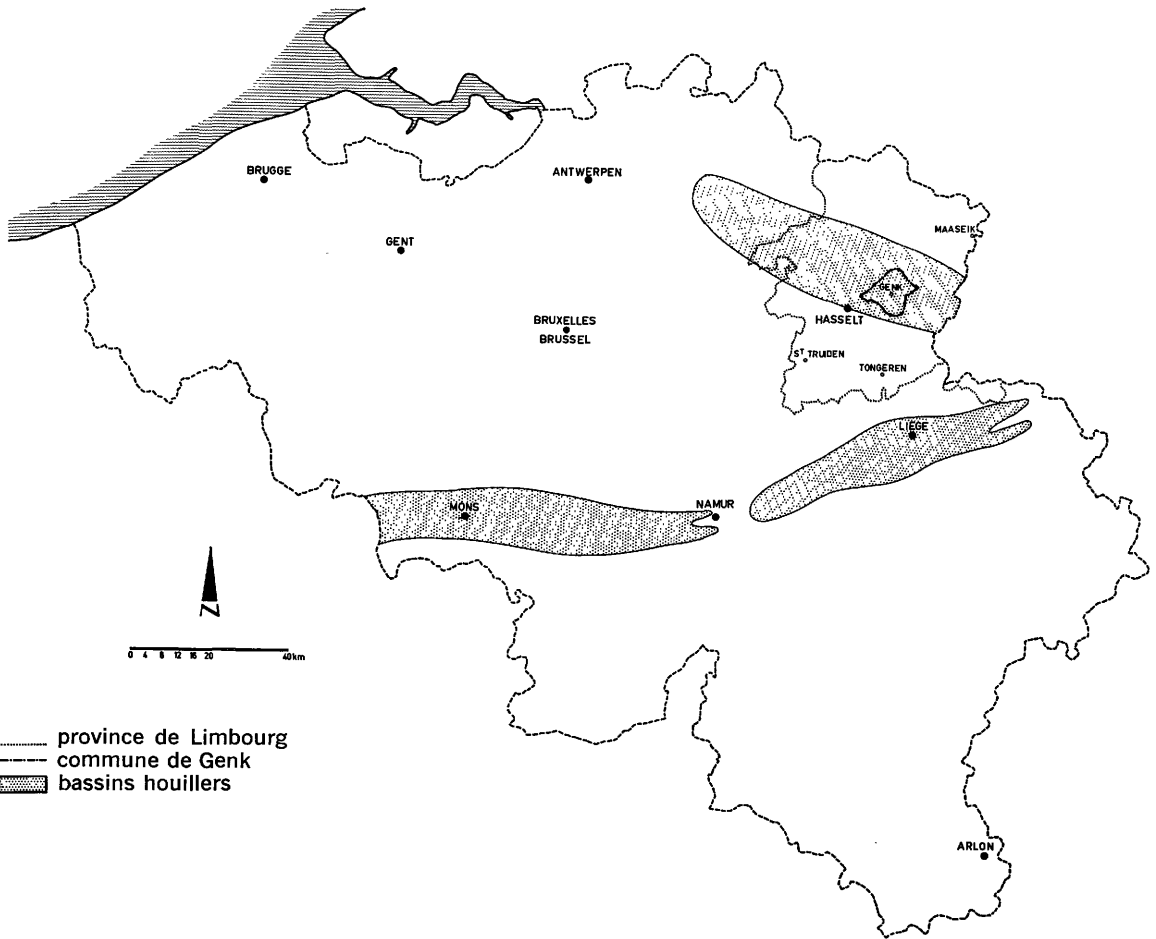 BRUGGE
ANTWERPEN
MAASEIK
GENT
GENK
HASSELT
BRUXELLES
BRUSSEL
ST TRUIDEN
TONGEREN
LIEGE
MONS
NAMUR
N
0 4 8 12 16 20 40km
province de Limbourg
commune de Genk
bassins houillers
ARLON